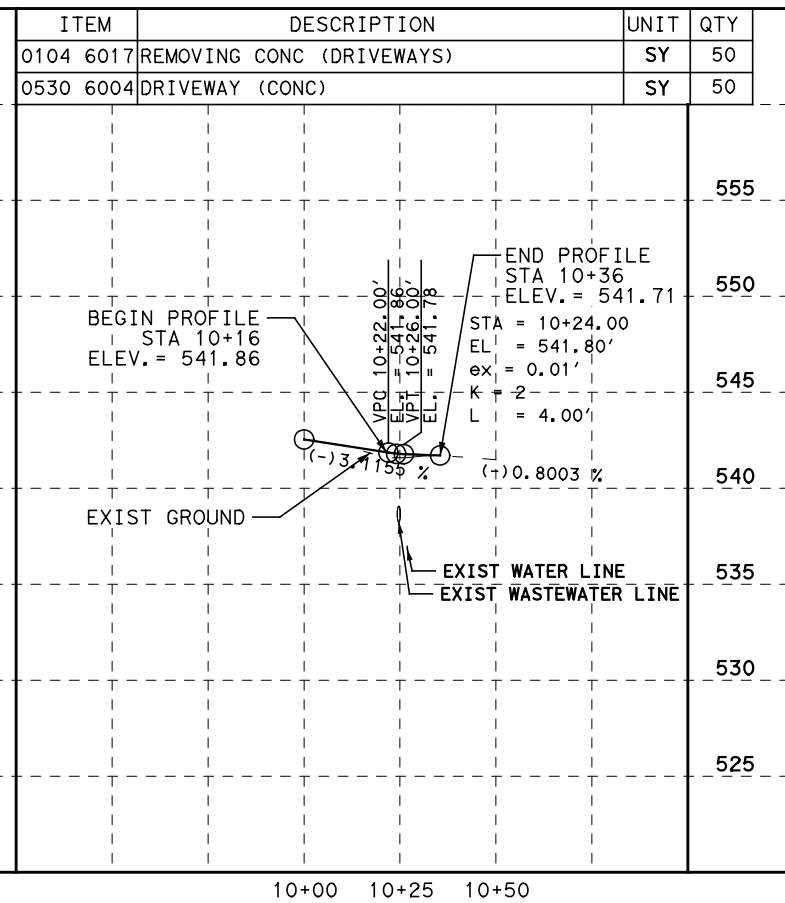 ITEM DESCRIPTION UNIT QTY
0104 6017 REMOVING CONC (DRIVEWAYS) SY 50
0530 6004 DRIVEWAY (CONC) SY 50
555
550
545
540
535
530
525
BEGIN PROFILE
STA 10+16
ELEV.= 541.86
VPC 10+22.00'
EL. = 541.86
VPT 10+26.00'
EL. = 541.78
END PROFILE
STA 10+36
ELEV.= 541.71
STA = 10+24.00
EL = 541.80'
ex = 0.01'
K = 2
L = 4.00'
(-)3.1155 %
(-)0.8003 %
EXIST GROUND
EXIST WATER LINE
EXIST WASTEWATER LINE
10+00 10+25 10+50